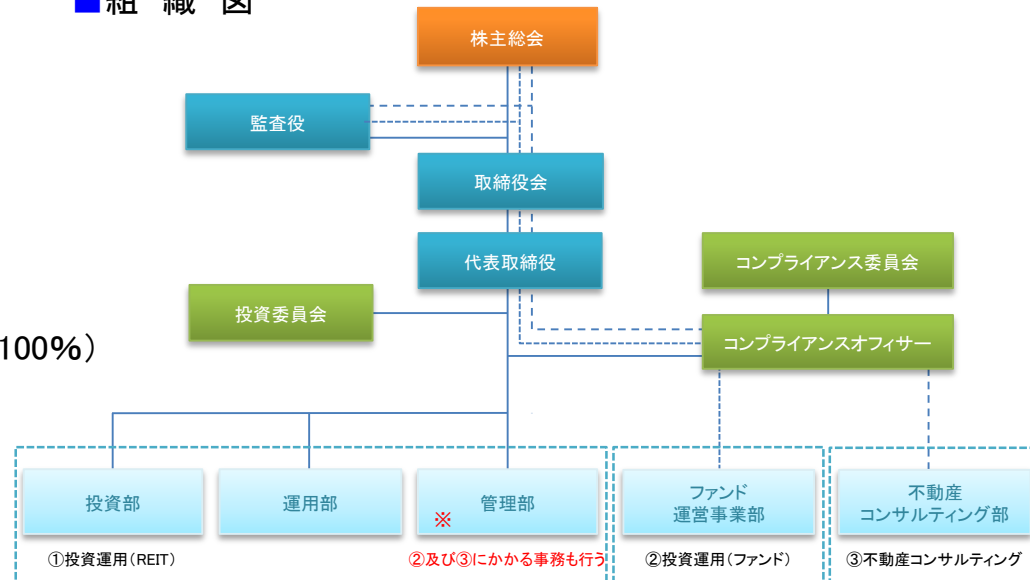 ■組 織 図
株主総会
監査役
取締役会
代表取締役
コンプライアンス委員会
投資委員会
コンプライアンスオフィサー
100%）
投資部
運用部
※
管理部
ファンド
運営事業部
不動産
コンサルティング部
①投資運用（REIT）
②及び③にかかる事務も行う
②投資運用（ファンド）
③不動産コンサルティング